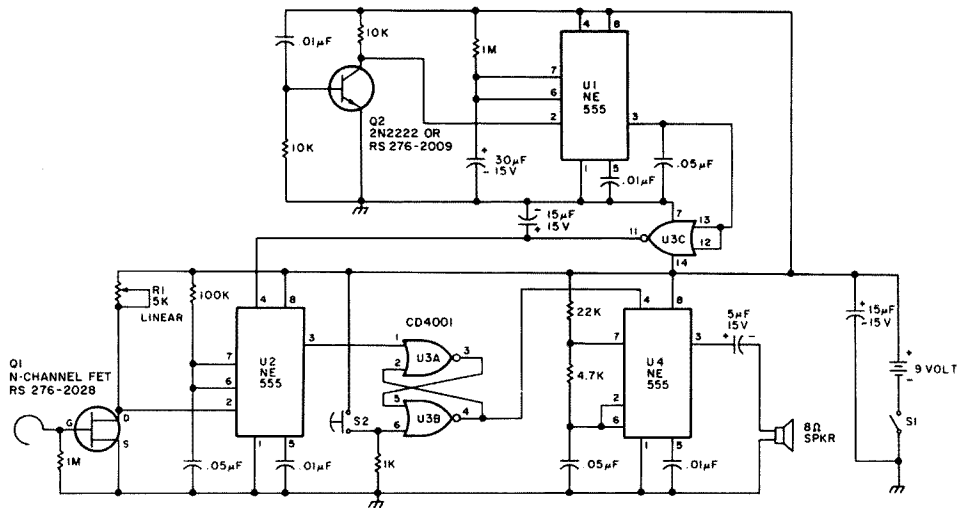 .01µF
10K
1M
4
8
7
6
2
3
U1
NE
555
Q2
2N2222 OR
RS 276-2009
10K
+
30µF
-15V
1
5
.01µF
.05µF
-
15µF
+
15V
7
13
11
U3C
12
14
R1
5K
LINEAR
100K
4
8
3
7
6
2
U2
NE
555
1
5
CD4001
1
U3A
3
2
5
U3B
4
6
S2
22K
4.7K
4
8
7
3
U4
NE
555
2
6
1
5
5µF
15V
+
-
+
15µF
-15V
+
9 VOLT
-
S1
8Ω
SPKR
Q1
N-CHANNEL FET
RS 276-2028
G
D
S
1M
.05µF
.01µF
1K
.05µF
.01µF